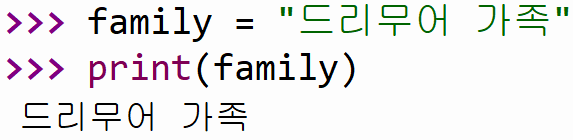 >>> family = "드리무어 가족"
>>> print(family)
드리무어 가족